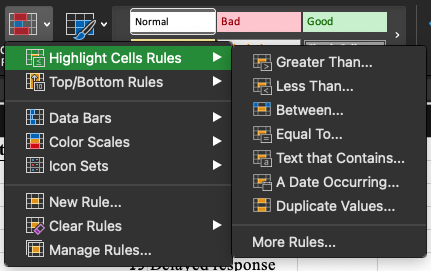 Normal
Bad
Good
Highlight Cells Rules
Top/Bottom Rules
Data Bars
Color Scales
Icon Sets
New Rule...
Clear Rules
Manage Rules...
Greater Than...
Less Than...
Between...
Equal To...
Text that Contains...
A Date Occurring...
Duplicate Values...
More Rules...
Delayed response